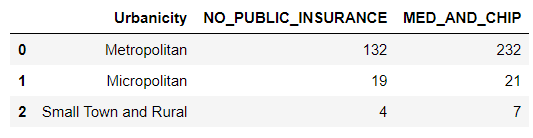 Urbanicity NO_PUBLIC_INSURANCE MED_AND_CHIP
0 Metropolitan 132 232
1 Micropolitan 19 21
2 Small Town and Rural 4 7